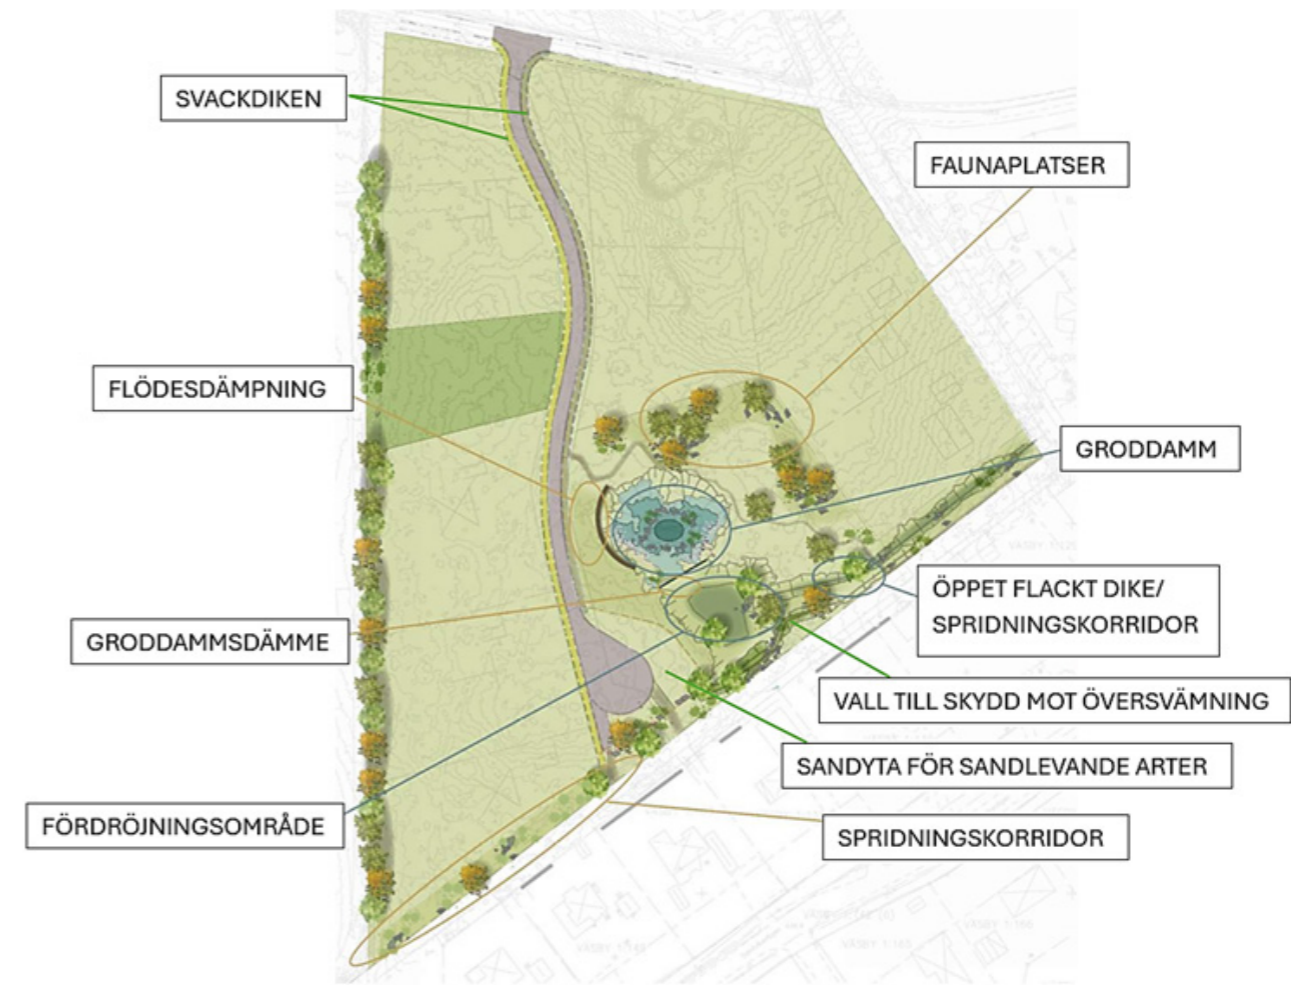 SVACKDIKEN
FAUNAPLATSER
FLÖDESDÄMPNING
GRODDAMM
ÖPPET FLACKT DIKE/
SPRIDNINGSKORRIDOR
GRODDAMMSDÄMME
VALL TILL SKYDD MOT ÖVERSVÄMNING
SANDYTA FÖR SANDLEVANDE ARTER
FÖRDRÖJNINGSOMRÅDE
SPRIDNINGSKORRIDOR